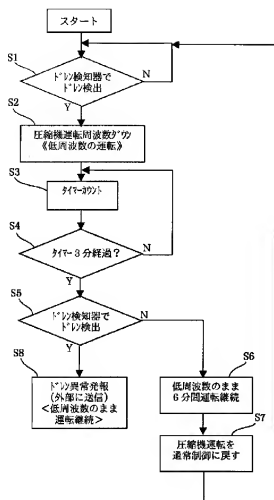 スタート
S1
ドレン検知器で
ドレン検出
N
Y
S2
圧縮機運転周波数ダウン
《低周波数の運転》
S3
タイマーカウント
S4
タイマー3分経過?
N
Y
S5
ドレン検知器で
ドレン検出
N
Y
S8
ドレン異常発報
(外部に送信)
<低周波数のまま
運転継続>
S6
低周波数のまま
6分間運転継続
S7
圧縮機運転を
通常制御に戻す